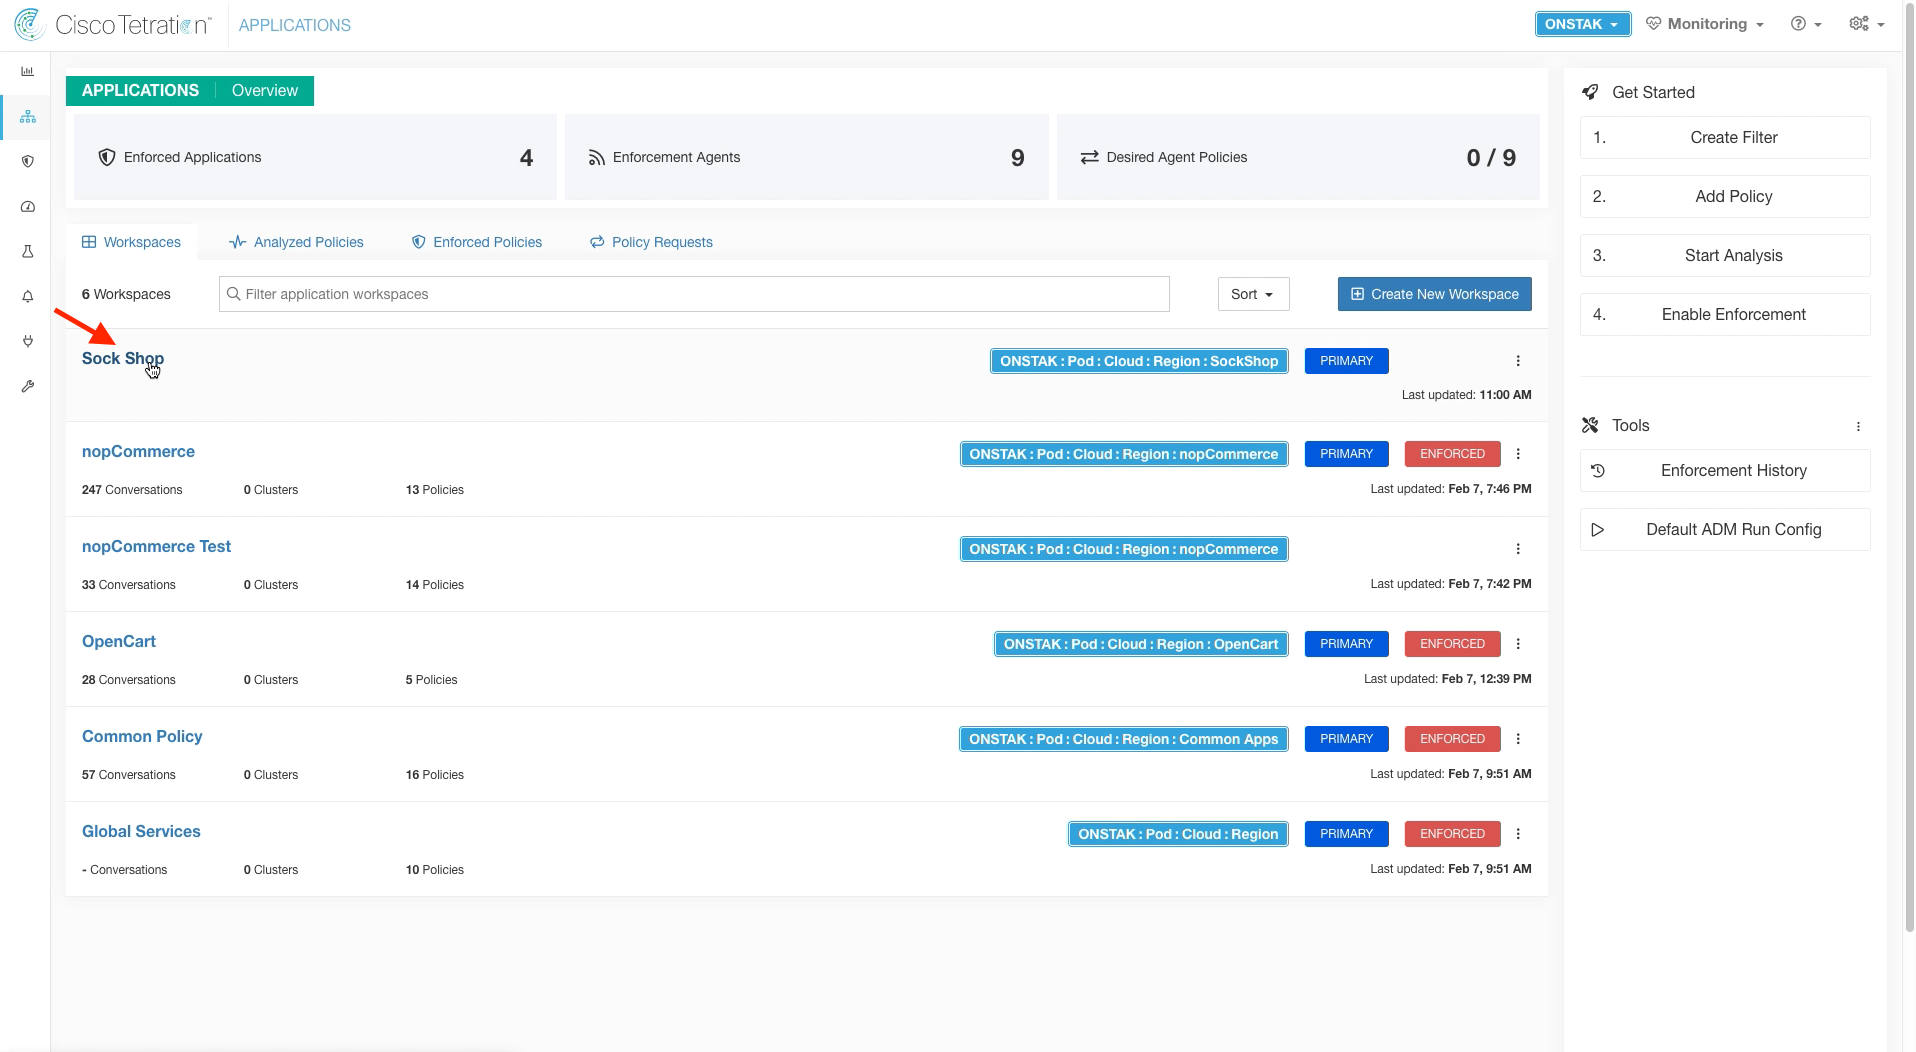 Cisco Tetration™ APPLICATIONS ONSTAK Monitoring
APPLICATIONS Overview
Enforced Applications 4
Enforcement Agents 9
Desired Agent Policies 0 / 9
Workspaces Analyzed Policies Enforced Policies Policy Requests
6 Workspaces Filter application workspaces Sort Create New Workspace
Sock Shop ONSTAK : Pod : Cloud : Region : SockShop PRIMARY
Last updated: 11:00 AM
nopCommerce ONSTAK : Pod : Cloud : Region : nopCommerce PRIMARY ENFORCED
247 Conversations 0 Clusters 13 Policies Last updated: Feb 7, 7:46 PM
nopCommerce Test ONSTAK : Pod : Cloud : Region : nopCommerce
33 Conversations 0 Clusters 14 Policies Last updated: Feb 7, 7:42 PM
OpenCart ONSTAK : Pod : Cloud : Region : OpenCart PRIMARY ENFORCED
28 Conversations 0 Clusters 5 Policies Last updated: Feb 7, 12:39 PM
Common Policy ONSTAK : Pod : Cloud : Region : Common Apps PRIMARY ENFORCED
57 Conversations 0 Clusters 16 Policies Last updated: Feb 7, 9:51 AM
Global Services ONSTAK : Pod : Cloud : Region PRIMARY ENFORCED
- Conversations 0 Clusters 10 Policies Last updated: Feb 7, 9:51 AM
Get Started
1. Create Filter
2. Add Policy
3. Start Analysis
4. Enable Enforcement
Tools
Enforcement History
Default ADM Run Config